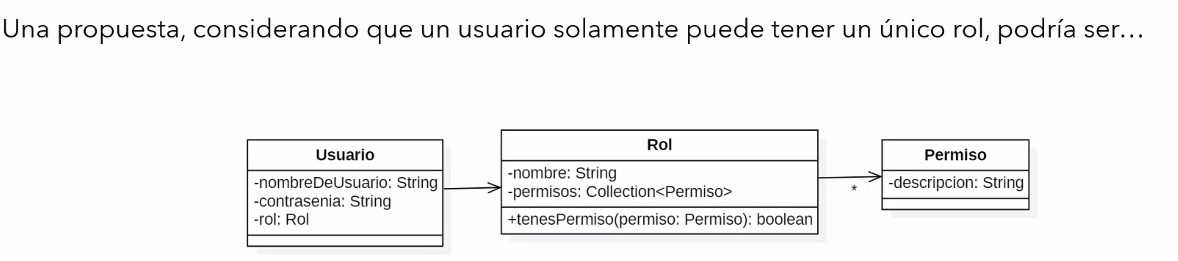 Una propuesta, considerando que un usuario solamente puede tener un único rol, podría ser...
Usuario
-nombreDeUsuario: String
-contrasenia: String
-rol: Rol
Rol
-nombre: String
-permisos: Collection<Permiso>
+tenesPermiso(permiso: Permiso): boolean
*
Permiso
-descripcion: String